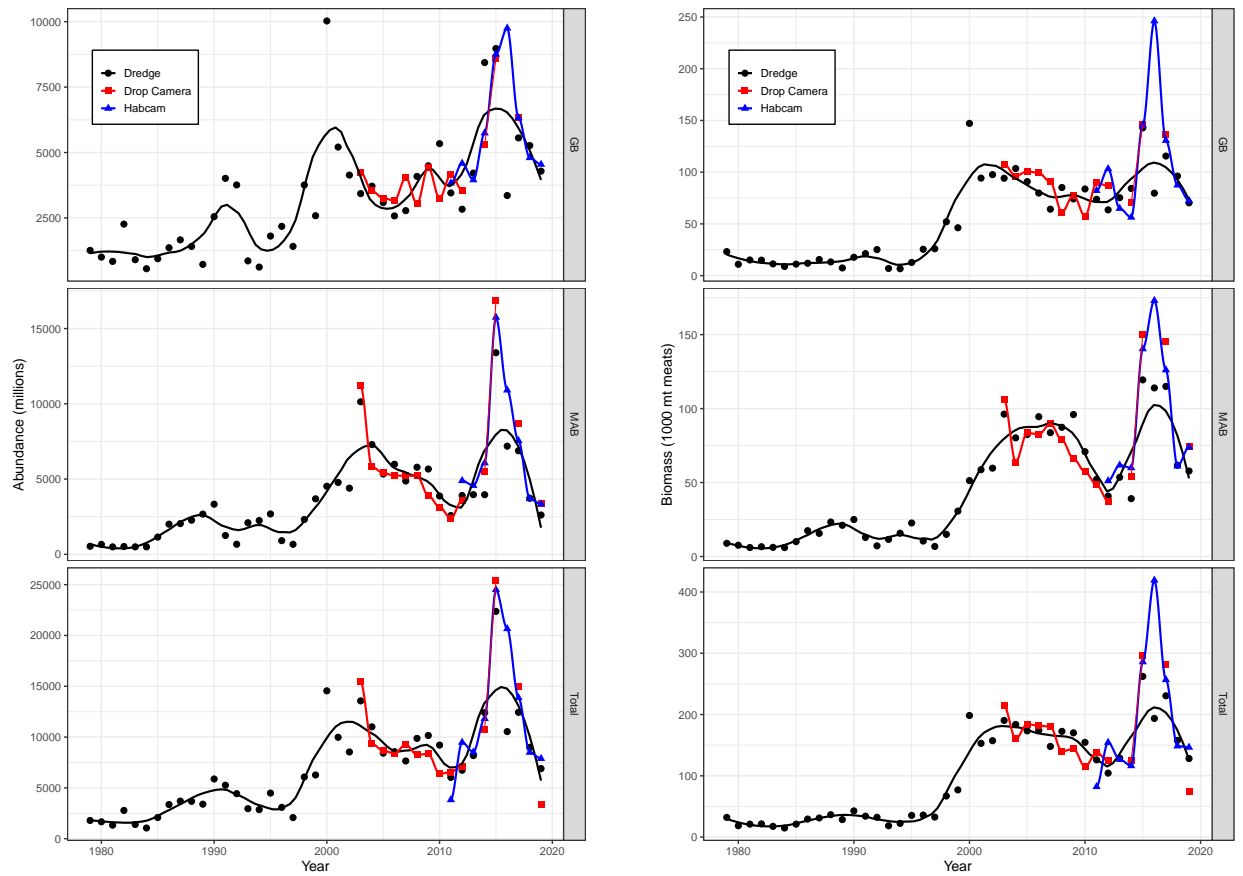 10000
7500
5000
2500
Dredge
Drop Camera
Habcam
GB
15000
10000
5000
0
MAB
25000
20000
15000
10000
5000
0
Total
1980
1990
2000
2010
2020
Year
Abundance (millions)
250
200
150
100
50
0
Dredge
Drop Camera
Habcam
GB
150
100
50
0
MAB
400
300
200
100
0
Total
1980
1990
2000
2010
2020
Year
Biomass (1000 mt meats)